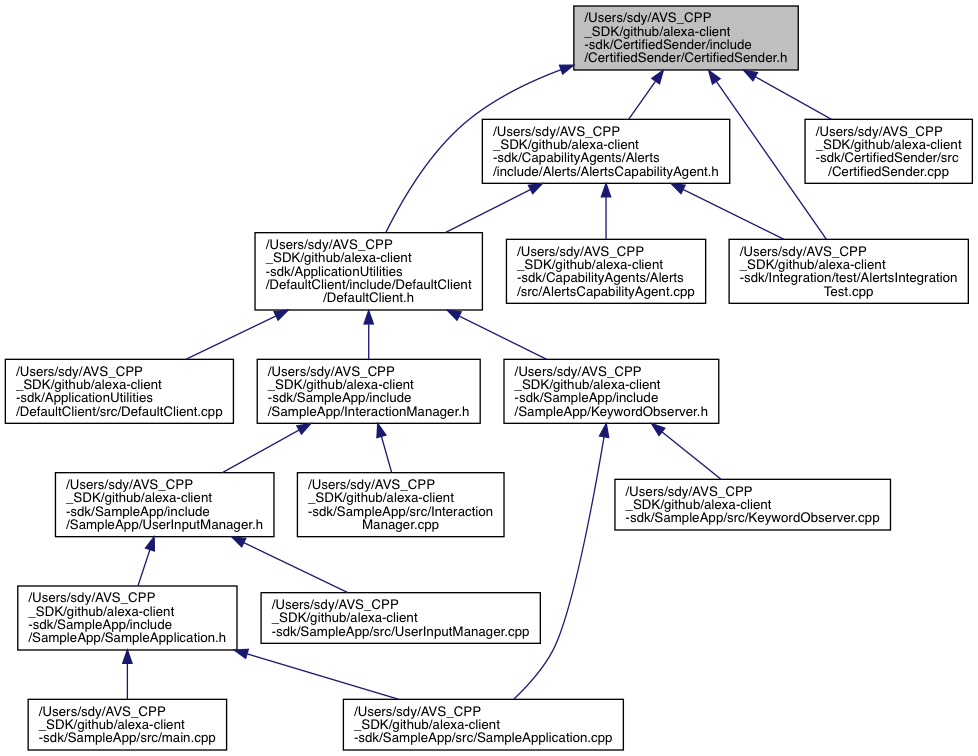 /Users/sdy/AVS_CPP
_SDK/github/alexa-client
-sdk/CertifiedSender/include
/CertifiedSender/CertifiedSender.h
/Users/sdy/AVS_CPP
_SDK/github/alexa-client
-sdk/CapabilityAgents/Alerts
/include/Alerts/AlertsCapabilityAgent.h
/Users/sdy/AVS_CPP
_SDK/github/alexa-client
-sdk/CertifiedSender/src
/CertifiedSender.cpp
/Users/sdy/AVS_CPP
_SDK/github/alexa-client
-sdk/ApplicationUtilities
/DefaultClient/include/DefaultClient
/DefaultClient.h
/Users/sdy/AVS_CPP
_SDK/github/alexa-client
-sdk/CapabilityAgents/Alerts
/src/AlertsCapabilityAgent.cpp
/Users/sdy/AVS_CPP
_SDK/github/alexa-client
-sdk/Integration/test/AlertsIntegration
Test.cpp
/Users/sdy/AVS_CPP
_SDK/github/alexa-client
-sdk/ApplicationUtilities
/DefaultClient/src/DefaultClient.cpp
/Users/sdy/AVS_CPP
_SDK/github/alexa-client
-sdk/SampleApp/include
/SampleApp/InteractionManager.h
/Users/sdy/AVS_CPP
_SDK/github/alexa-client
-sdk/SampleApp/include
/SampleApp/KeywordObserver.h
/Users/sdy/AVS_CPP
_SDK/github/alexa-client
-sdk/SampleApp/include
/SampleApp/UserInputManager.h
/Users/sdy/AVS_CPP
_SDK/github/alexa-client
-sdk/SampleApp/src/Interaction
Manager.cpp
/Users/sdy/AVS_CPP
_SDK/github/alexa-client
-sdk/SampleApp/src/KeywordObserver.cpp
/Users/sdy/AVS_CPP
_SDK/github/alexa-client
-sdk/SampleApp/include
/SampleApp/SampleApplication.h
/Users/sdy/AVS_CPP
_SDK/github/alexa-client
-sdk/SampleApp/src/UserInputManager.cpp
/Users/sdy/AVS_CPP
_SDK/github/alexa-client
-sdk/SampleApp/src/main.cpp
/Users/sdy/AVS_CPP
_SDK/github/alexa-client
-sdk/SampleApp/src/SampleApplication.cpp